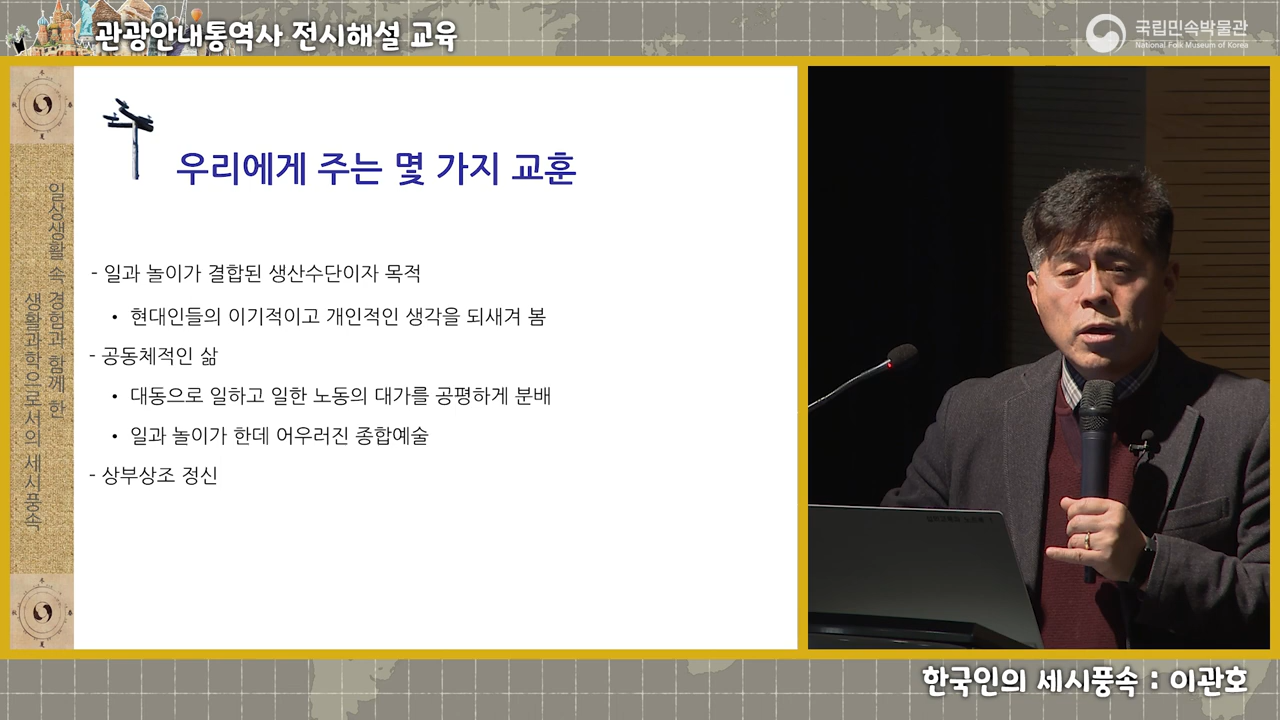 관광안내통역사 전시해설 교육
국립민속박물관
National Folk Museum of Korea
일상생활 속 경험과 함께 한
생활과학으로서의 세시풍속
우리에게 주는 몇 가지 교훈
- 일과 놀이가 결합된 생산수단이자 목적
• 현대인들의 이기적이고 개인적인 생각을 되새겨 봄
- 공동체적인 삶
• 대동으로 일하고 일한 노동의 대가를 공평하게 분배
• 일과 놀이가 한데 어우러진 종합예술
- 상부상조 정신
한국인의 세시풍속 : 이관호